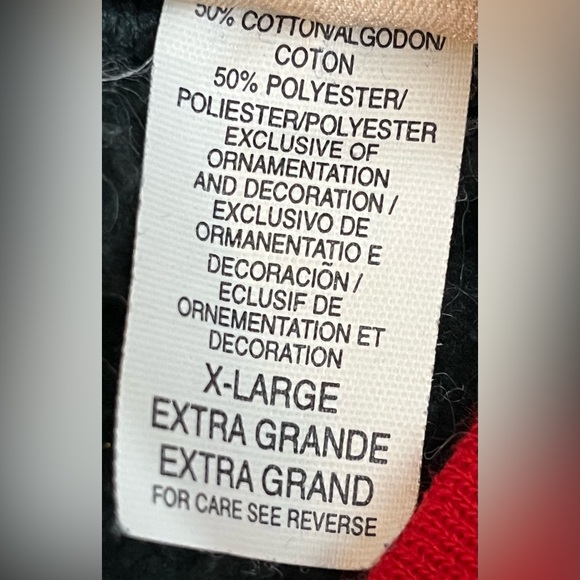 50% COTTON/ALGODON/
COTON
50% POLYESTER/
POLIESTER/POLYESTER
EXCLUSIVE OF
ORNAMENTATION
AND DECORATION /
EXCLUSIVO DE
ORMANENTATIO E
DECORACIÕN /
ECLUSIF DE
ORNEMENTATION ET
DECORATION
X-LARGE
EXTRA GRANDE
EXTRA GRAND
FOR CARE SEE REVERSE